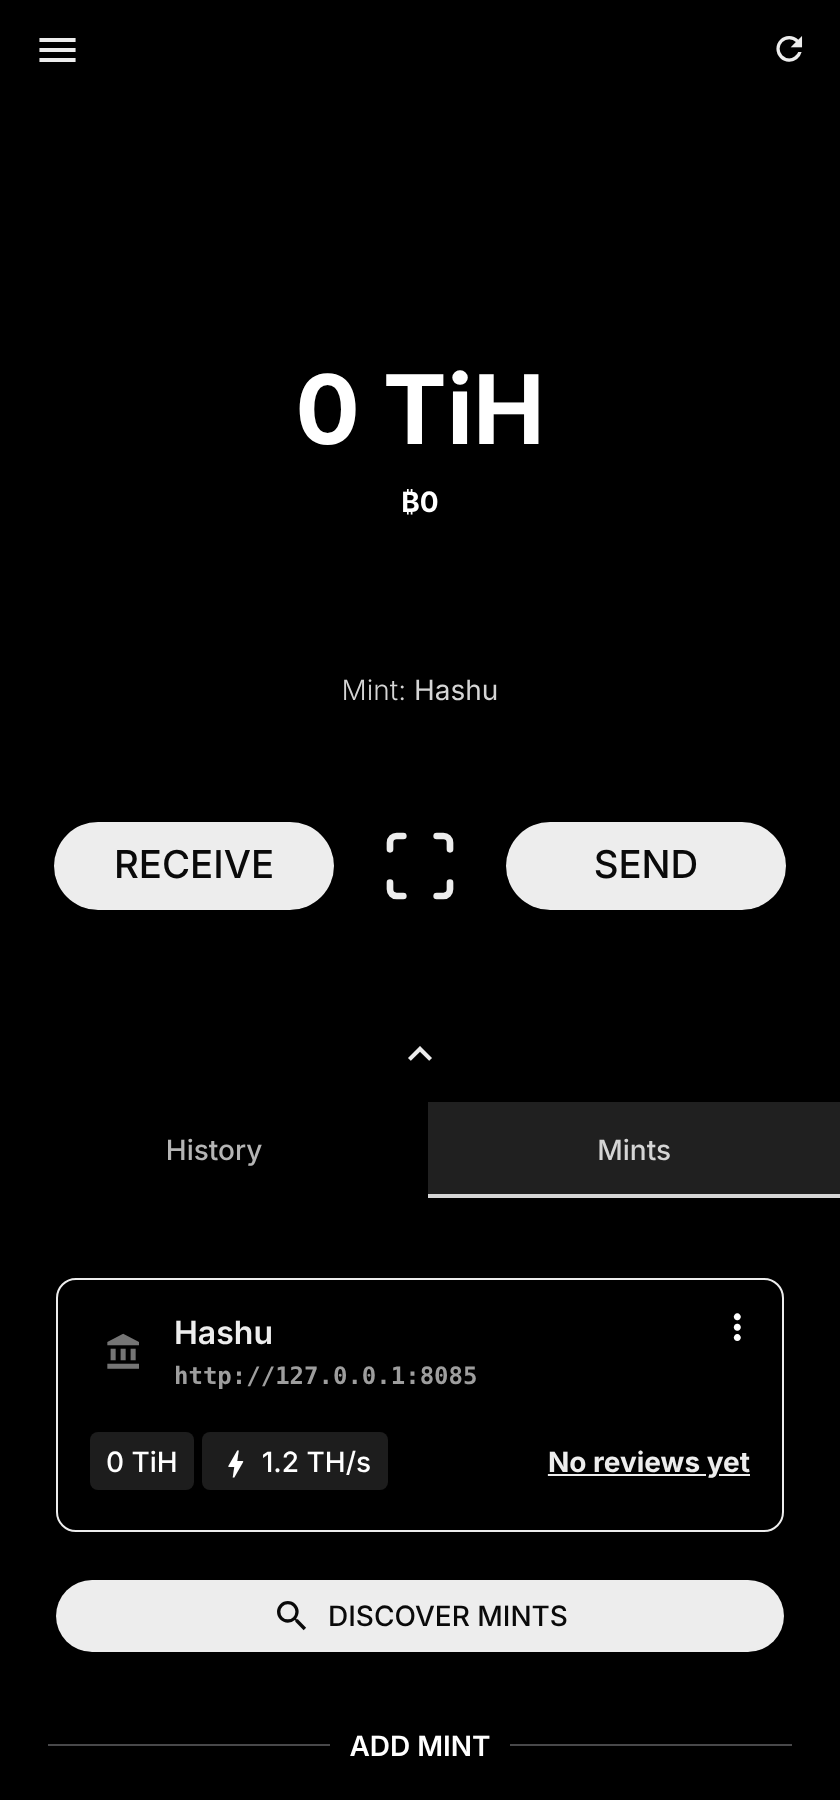 0 TiH
₿0
Mint: Hashu
RECEIVE
SEND
History
Mints
Hashu
http://127.0.0.1:8085
0 TiH
1.2 TH/s
No reviews yet
DISCOVER MINTS
ADD MINT